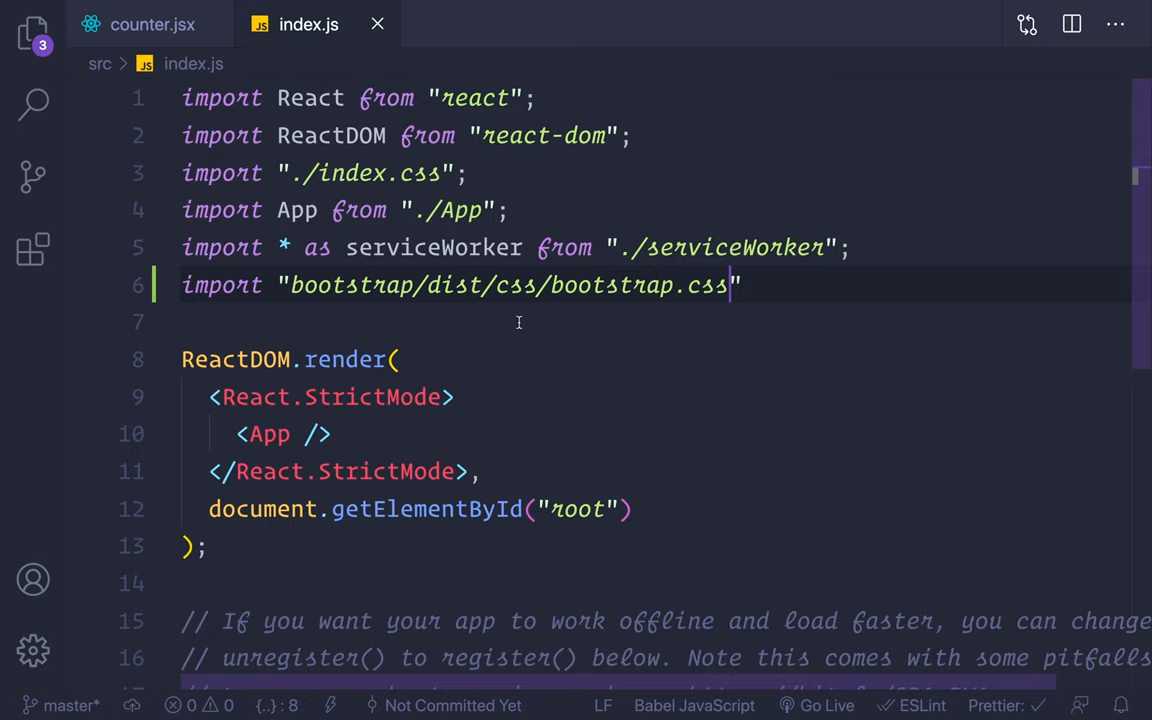 counter.jsx
JS index.js
3
src > JS index.js
1 import React from "react";
2 import ReactDOM from "react-dom";
3 import "./index.css";
4 import App from "./App";
5 import * as serviceWorker from "./serviceWorker";
6 import "bootstrap/dist/css/bootstrap.css"
7
8 ReactDOM.render(
9 <React.StrictMode>
10 <App />
11 </React.StrictMode>,
12 document.getElementById("root")
13 );
14
15 // If you want your app to work offline and load faster, you can change
16 // unregister() to register() below. Note this comes with some pitfalls
master* 0 0 {..} : 8 Not Committed Yet LF Babel JavaScript Go Live ESLint Prettier: ✓